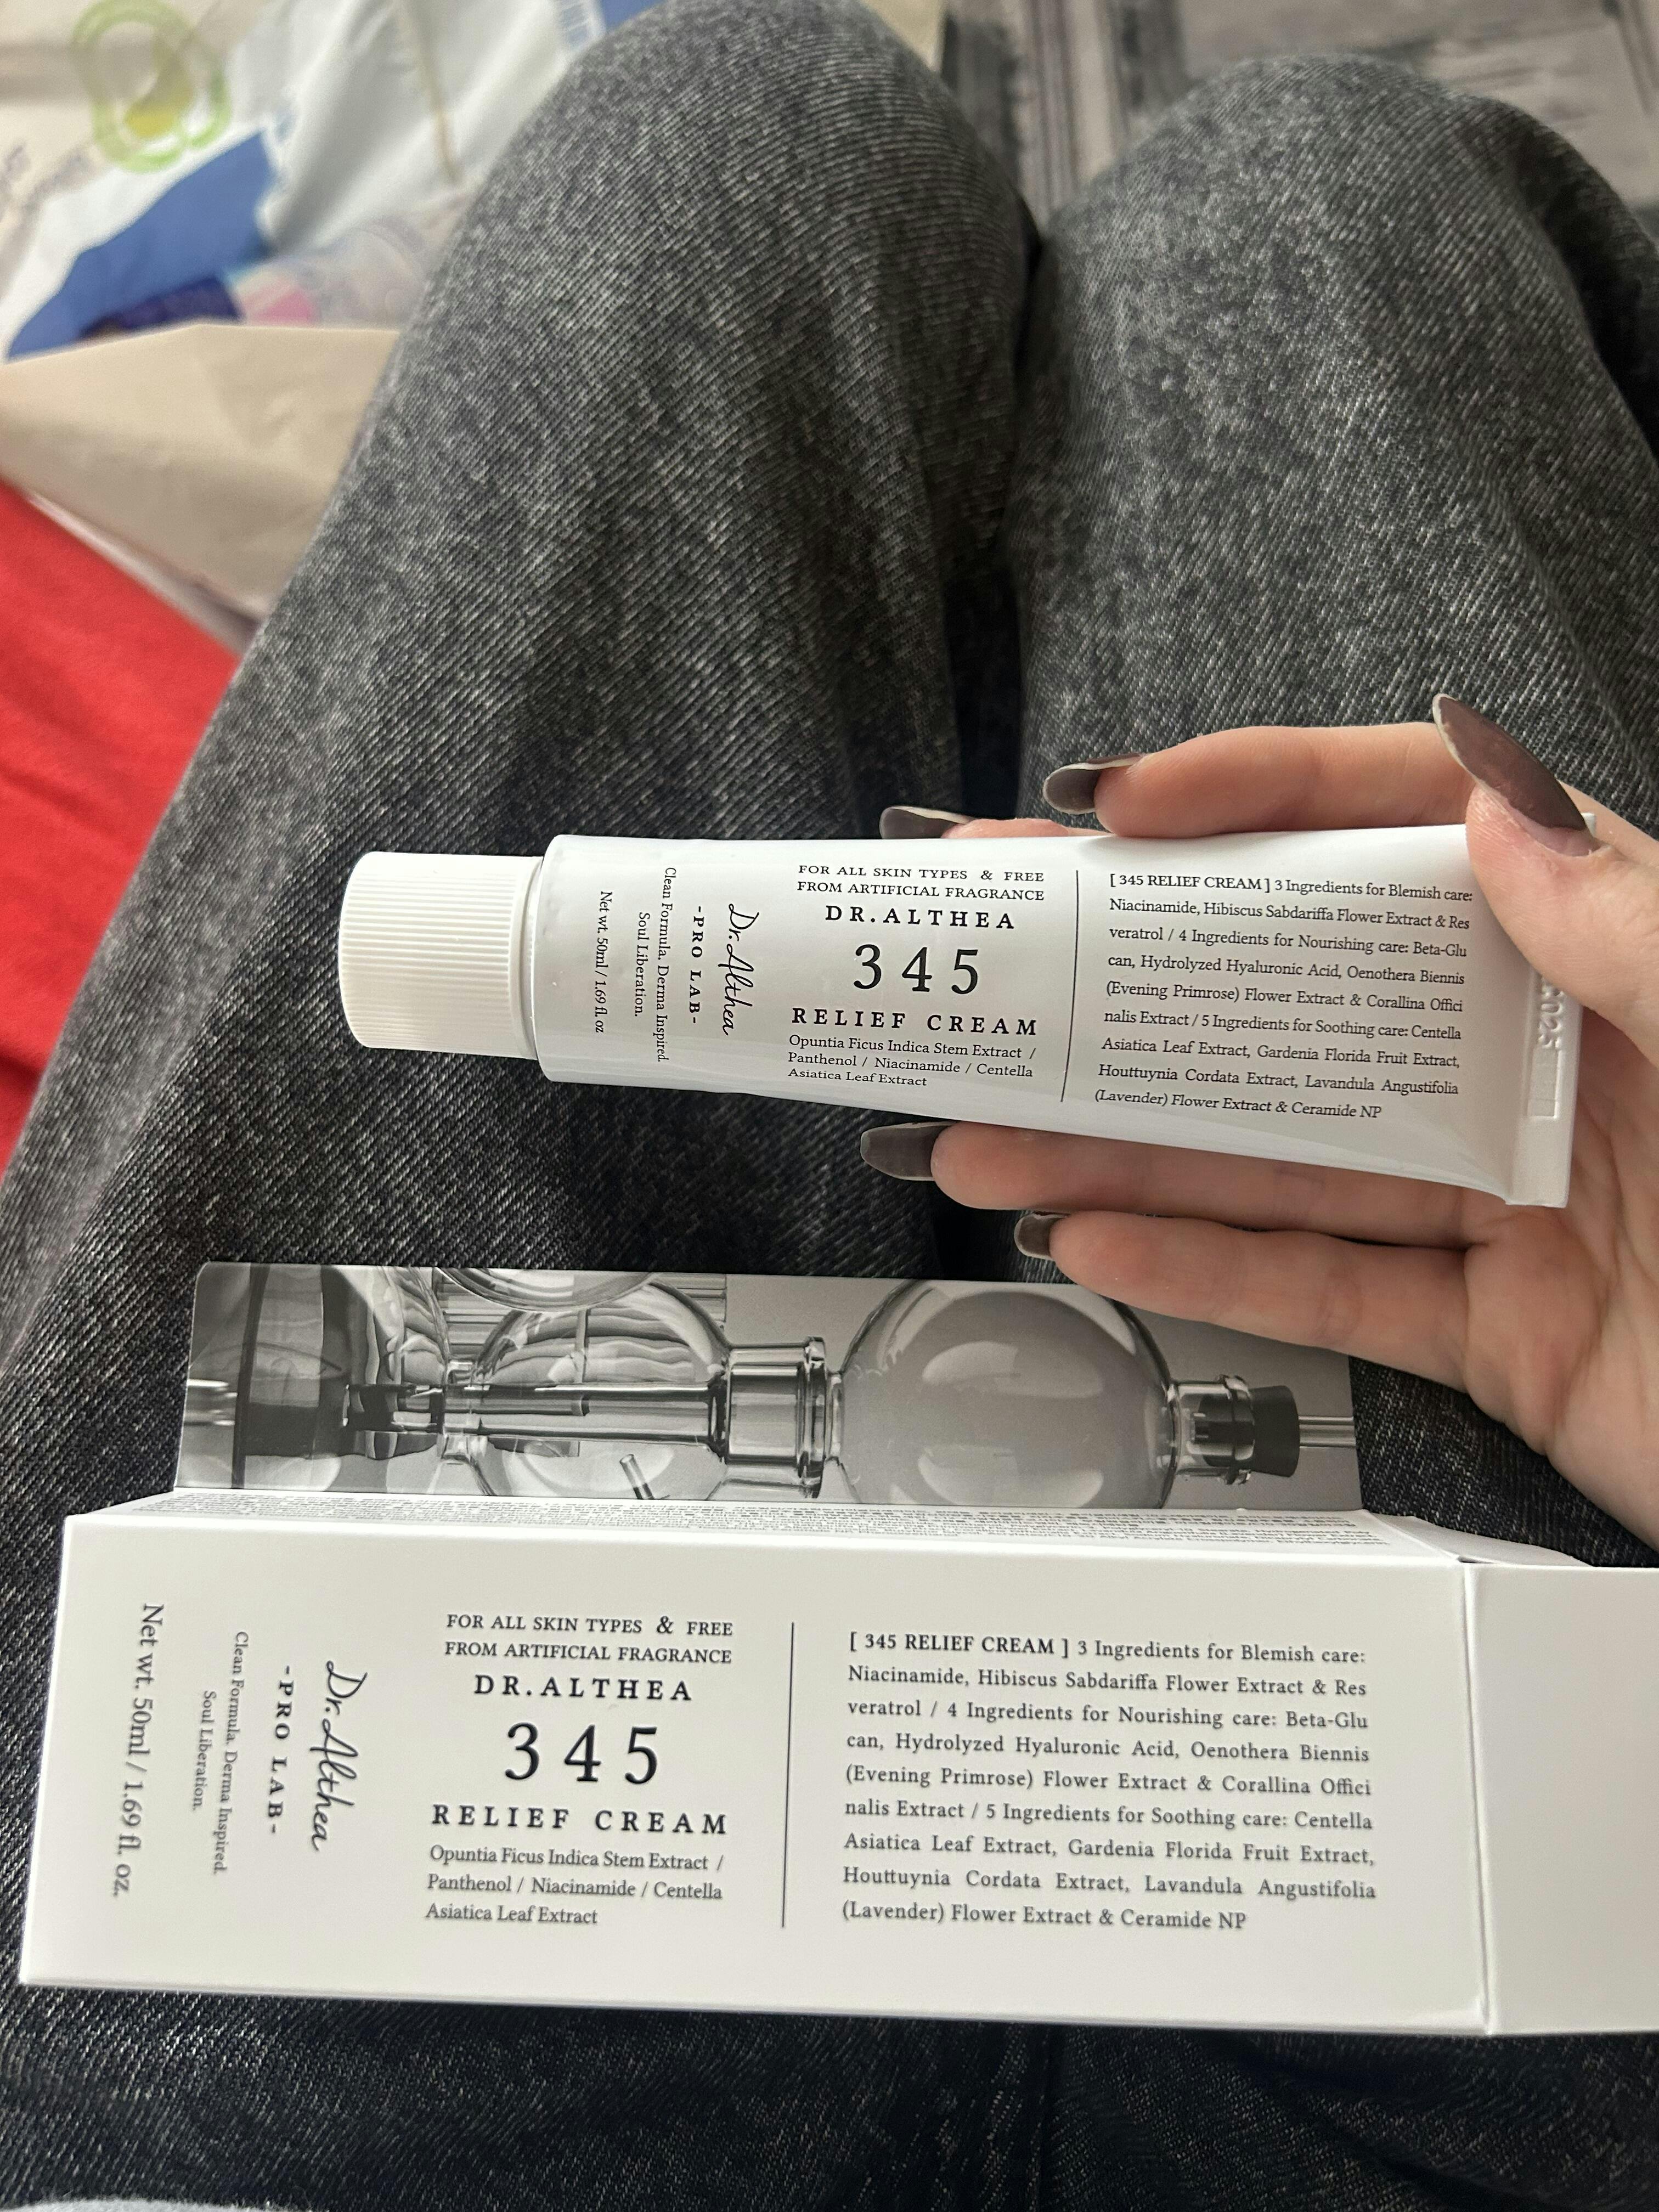 FOR ALL SKIN TYPES & FREE
FROM ARTIFICIAL FRAGRANCE
DR.ALTHEA
345
RELIEF CREAM
Opuntia Ficus Indica Stem Extract /
Panthenol / Niacinamide / Centella
Asiatica Leaf Extract
[ 345 RELIEF CREAM ] 3 Ingredients for Blemish care:
Niacinamide, Hibiscus Sabdariffa Flower Extract & Res
veratrol / 4 Ingredients for Nourishing care: Beta-Glu
can, Hydrolyzed Hyaluronic Acid, Oenothera Biennis
(Evening Primrose) Flower Extract & Corallina Offici
nalis Extract / 5 Ingredients for Soothing care: Centella
Asiatica Leaf Extract, Gardenia Florida Fruit Extract,
Houttuynia Cordata Extract, Lavandula Angustifolia
(Lavender) Flower Extract & Ceramide NP
Dr.Althea
-PRO LAB-
Clean Formula. Derma Inspired.
Soul Liberation.
Net wt. 50ml / 1.69 fl. oz
FOR ALL SKIN TYPES & FREE
FROM ARTIFICIAL FRAGRANCE
DR.ALTHEA
345
RELIEF CREAM
Opuntia Ficus Indica Stem Extract /
Panthenol / Niacinamide / Centella
Asiatica Leaf Extract
[ 345 RELIEF CREAM ] 3 Ingredients for Blemish care:
Niacinamide, Hibiscus Sabdariffa Flower Extract & Res
veratrol / 4 Ingredients for Nourishing care: Beta-Glu
can, Hydrolyzed Hyaluronic Acid, Oenothera Biennis
(Evening Primrose) Flower Extract & Corallina Offici
nalis Extract / 5 Ingredients for Soothing care: Centella
Asiatica Leaf Extract, Gardenia Florida Fruit Extract,
Houttuynia Cordata Extract, Lavandula Angustifolia
(Lavender) Flower Extract & Ceramide NP
Dr.Althea
-PRO LAB-
Clean Formula. Derma Inspired.
Soul Liberation.
Net wt. 50ml / 1.69 fl. oz.